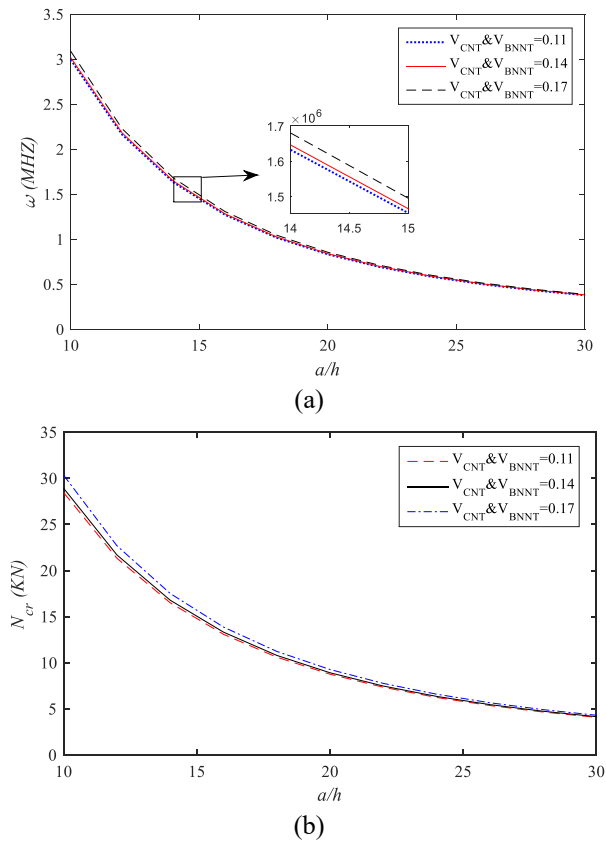 3.5
3
2.5
2
1.5
1
0.5
0
10
15
20
25
30
ω (MHZ)
a/h
V_CNT&V_BNNT=0.11
V_CNT&V_BNNT=0.14
V_CNT&V_BNNT=0.17
×10^6
1.7
1.6
1.5
14
14.5
15
(a)
35
30
25
20
15
10
5
0
10
15
20
25
30
N_cr (KN)
a/h
V_CNT&V_BNNT=0.11
V_CNT&V_BNNT=0.14
V_CNT&V_BNNT=0.17
(b)